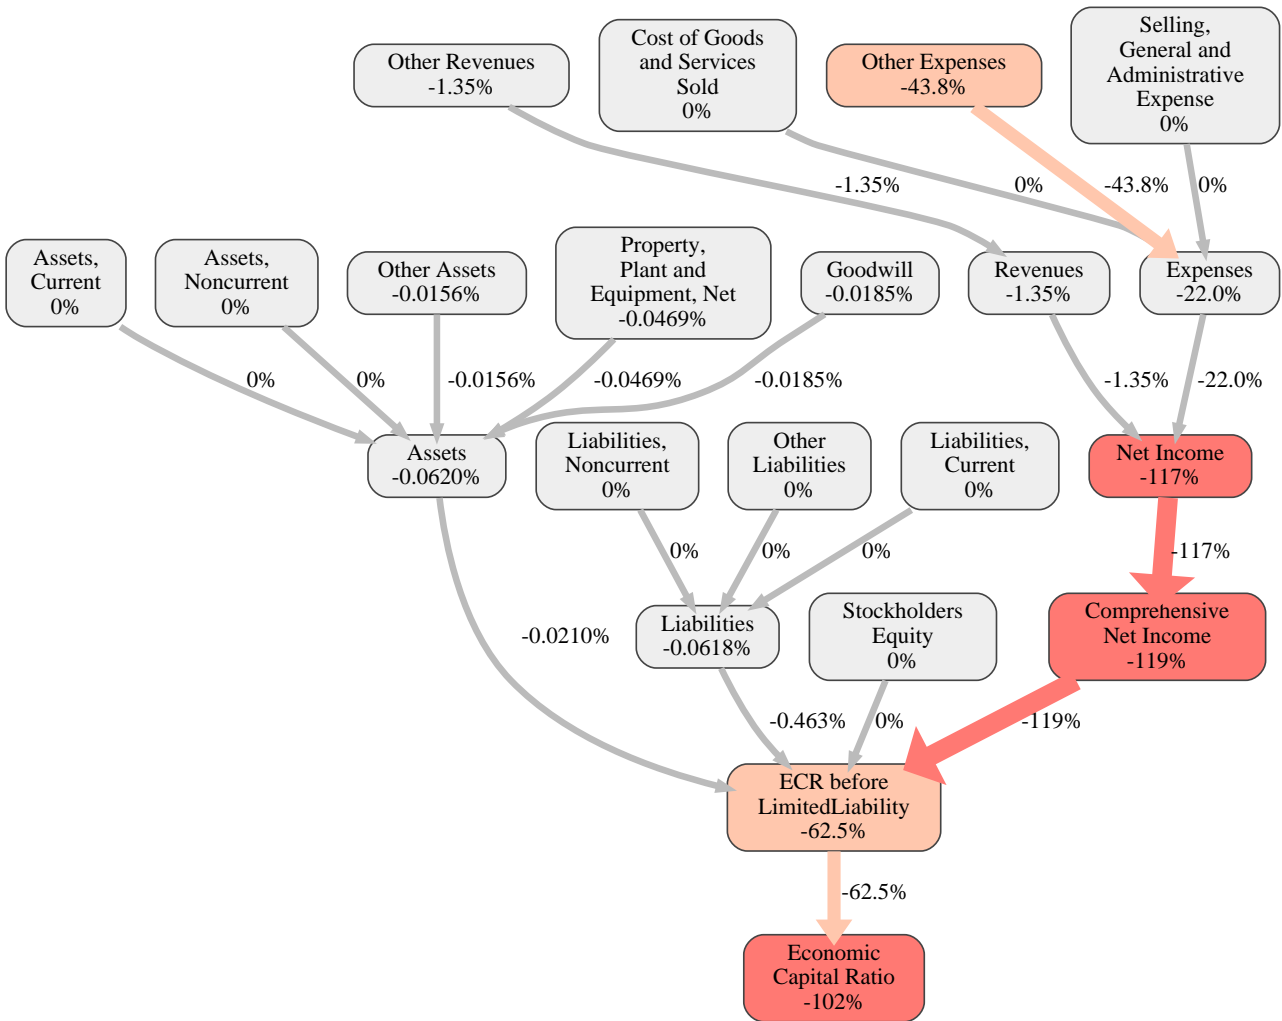 Other Revenues
-1.35%
Cost of Goods
and Services
Sold
0%
Other Expenses
-43.8%
Selling,
General and
Administrative
Expense
0%
-1.35%
0%
-43.8%
0%
Assets,
Current
0%
Assets,
Noncurrent
0%
Other Assets
-0.0156%
Property,
Plant and
Equipment, Net
-0.0469%
Goodwill
-0.0185%
Revenues
-1.35%
Expenses
-22.0%
0%
0%
-0.0156%
-0.0469%
-0.0185%
-1.35%
-22.0%
Assets
-0.0620%
Liabilities,
Noncurrent
0%
Other
Liabilities
0%
Liabilities,
Current
0%
Net Income
-117%
0%
0%
0%
-117%
-0.0210%
Liabilities
-0.0618%
Stockholders
Equity
0%
Comprehensive
Net Income
-119%
-0.463%
0%
-119%
ECR before
LimitedLiability
-62.5%
-62.5%
Economic
Capital Ratio
-102%